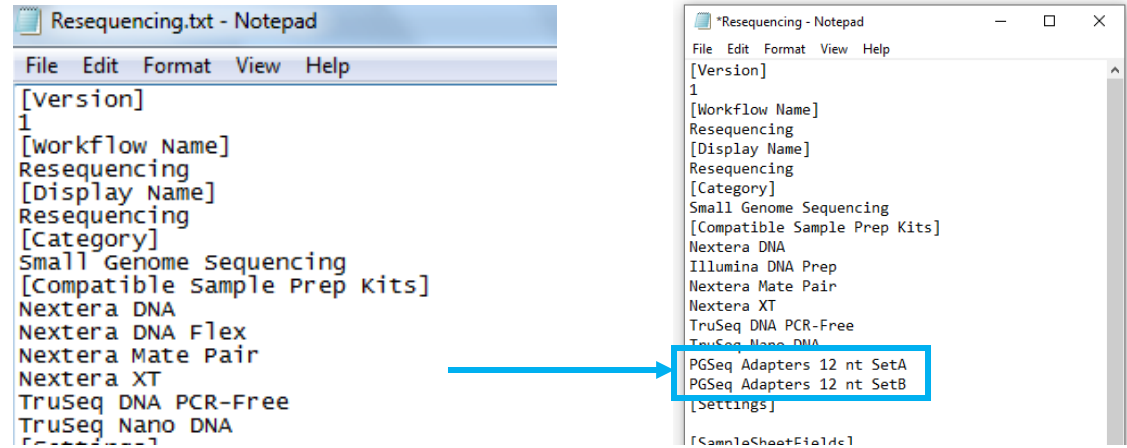 Resequencing.txt - Notepad
File Edit Format View Help
[Version]
1
[Workflow Name]
Resequencing
[Display Name]
Resequencing
[Category]
Small Genome Sequencing
[Compatible Sample Prep Kits]
Nextera DNA
Nextera DNA Flex
Nextera Mate Pair
Nextera XT
TruSeq DNA PCR-Free
TruSeq Nano DNA
[Settings]
*Resequencing - Notepad
File Edit Format View Help
[Version]
1
[Workflow Name]
Resequencing
[Display Name]
Resequencing
[Category]
Small Genome Sequencing
[Compatible Sample Prep Kits]
Nextera DNA
Illumina DNA Prep
Nextera Mate Pair
Nextera XT
TruSeq DNA PCR-Free
TruSeq Nano DNA
PGSeq Adapters 12 nt SetA
PGSeq Adapters 12 nt SetB
[Settings]
[SampleSheetFields]